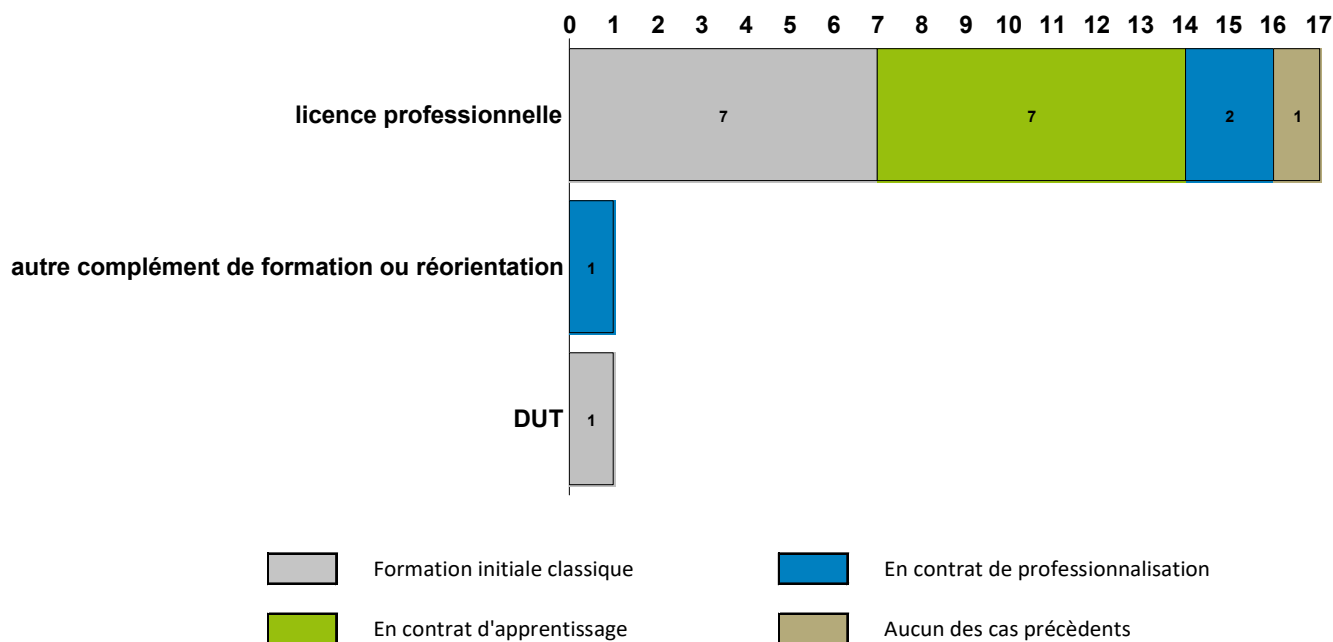 0 1 2 3 4 5 6 7 8 9 10 11 12 13 14 15 16 17
licence professionelle 7 7 2 1
autre complément de formation ou réorientation 1
DUT 1
Formation initiale classique En contrat de professionnalisation
En contrat d'apprentissage Aucun des cas précèdents